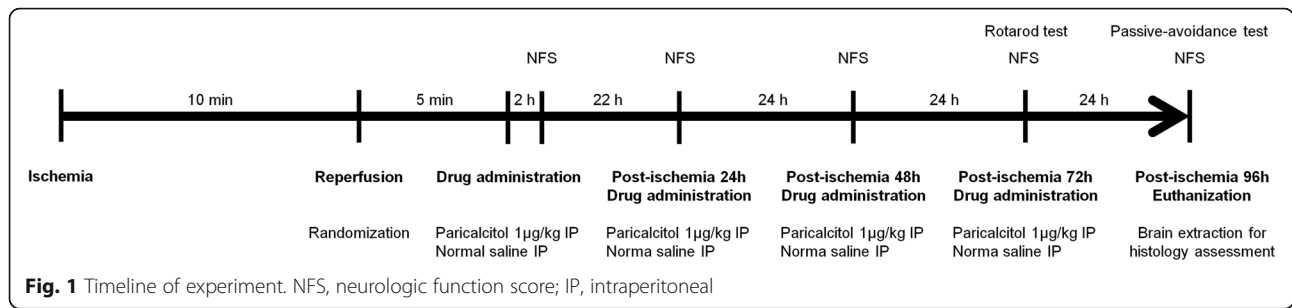 Rotarod test Passive-avoidance test
NFS NFS NFS NFS NFS
10 min 5 min 2 h 22 h 24 h 24 h 24 h
Ischemia Reperfusion Drug administration Post-ischemia 24h Post-ischemia 48h Post-ischemia 72h Post-ischemia 96h
Drug administration Drug administration Drug administration Euthanization
Randomization Paricalcitol 1µg/kg IP Paricalcitol 1µg/kg IP Paricalcitol 1µg/kg IP Paricalcitol 1µg/kg IP Brain extraction for
Normal saline IP Norma saline IP Norma saline IP Norma saline IP histology assessment
Fig. 1 Timeline of experiment. NFS, neurologic function score; IP, intraperitoneal